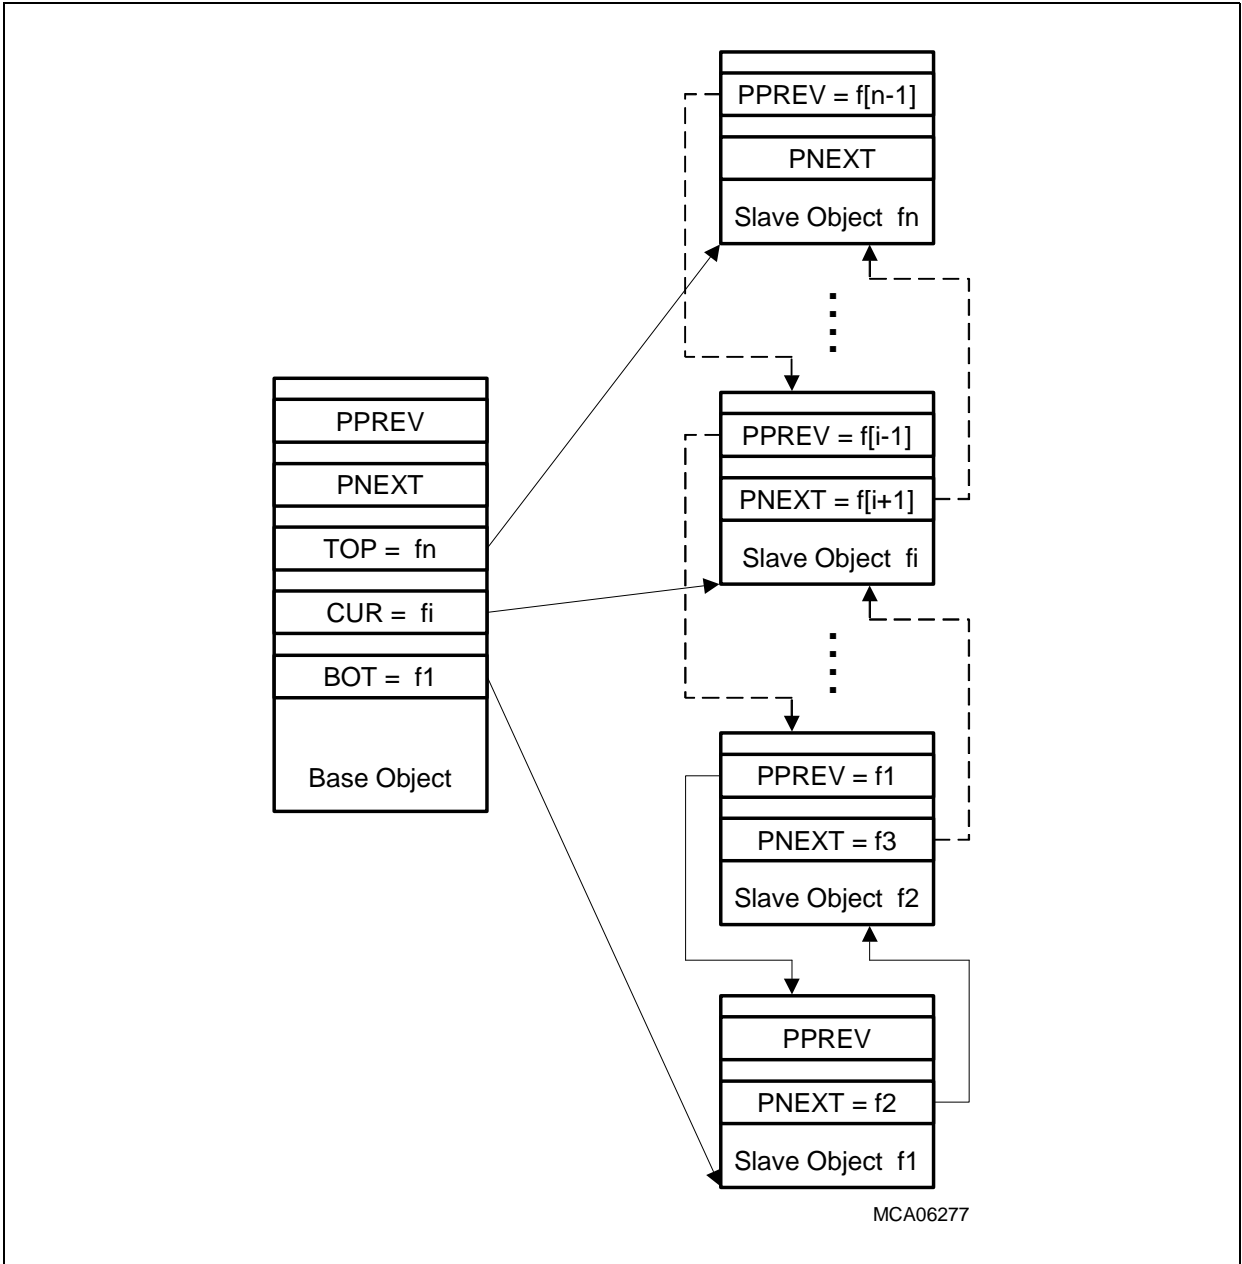 PPREV = f[n-1]
PNEXT
Slave Object fn
PPREV
PNEXT
TOP = fn
CUR = fi
BOT = f1
Base Object
PPREV = f[i-1]
PNEXT = f[i+1]
Slave Object fi
PPREV = f1
PNEXT = f3
Slave Object f2
PPREV
PNEXT = f2
Slave Object f1
MCA06277